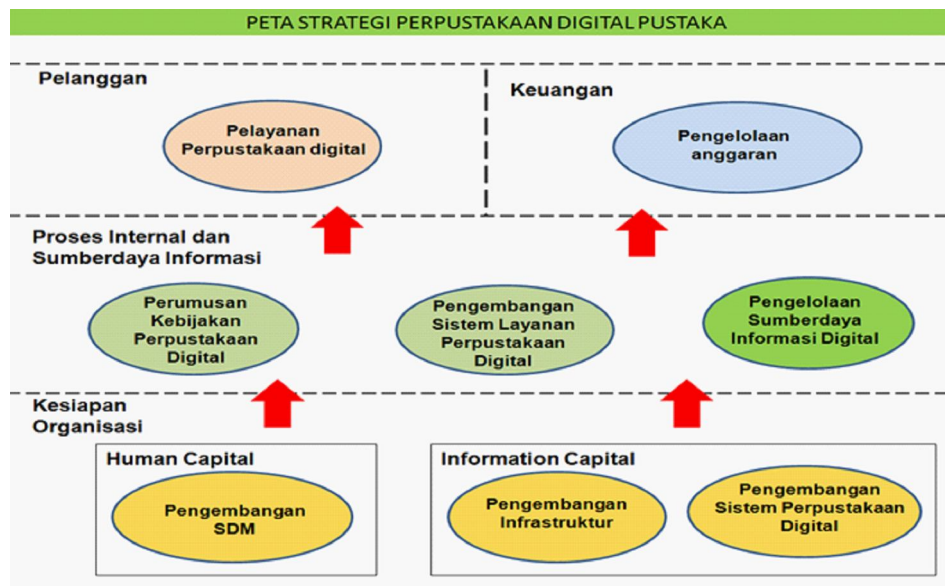 PETA STRATEGI PERPUSTAKAAN DIGITAL PUSTAKA
Pelanggan
Pelayanan
Perpustakaan digital
Keuangan
Pengelolaan
anggaran
Proses Internal dan
Sumberdaya Informasi
Perumusan
Kebijakan
Perpustakaan
Digital
Pengembangan
Sistem Layanan
Perpustakaan
Digital
Pengelolaan
Sumberdaya
Informasi Digital
Kesiapan
Organisasi
Human Capital
Pengembangan
SDM
Information Capital
Pengembangan
Infrastruktur
Pengembangan
Sistem Perpustakaan
Digital